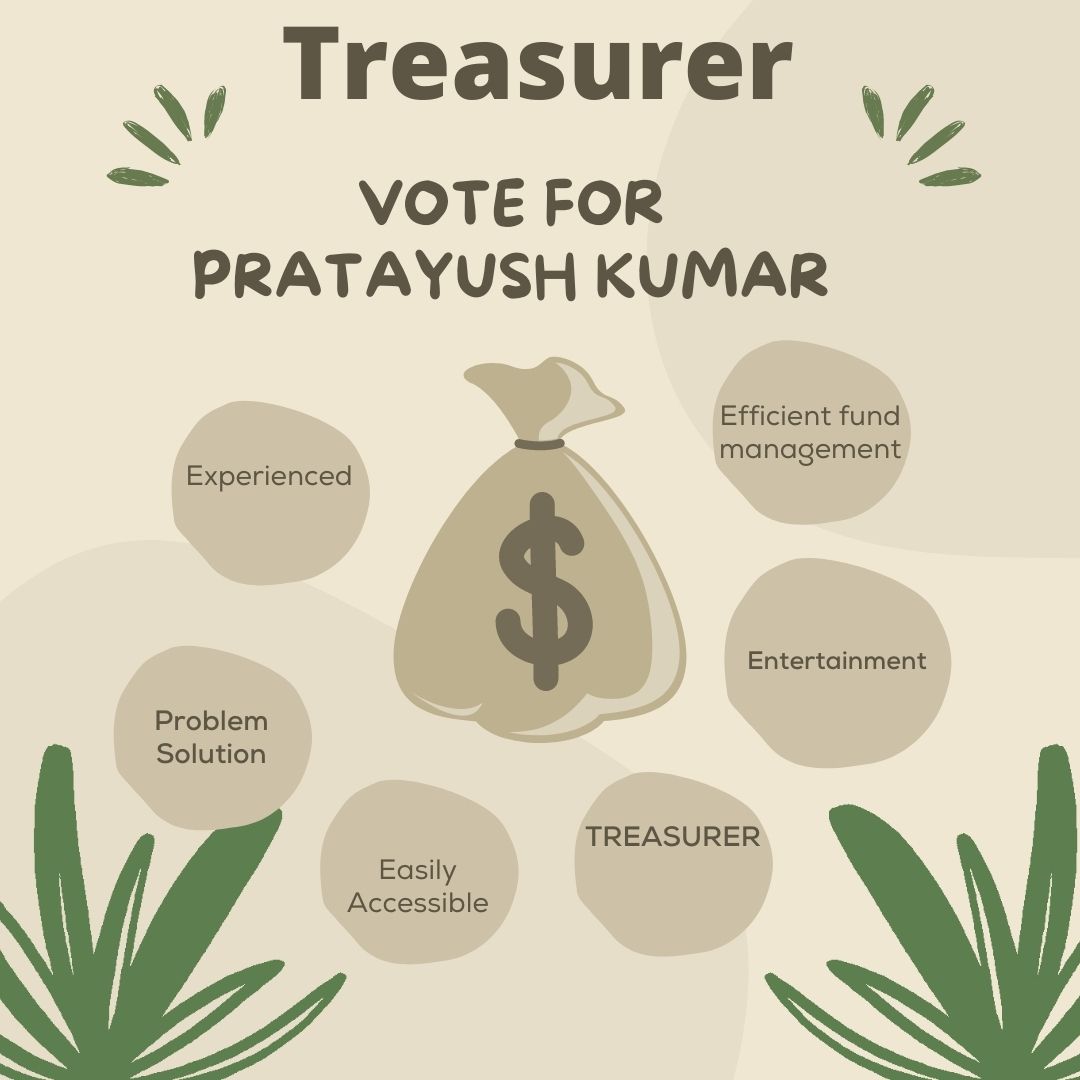 Treasurer
VOTE FOR
PRATAYUSH KUMAR
Experienced
Efficient fund
management
Problem
Solution
Entertainment
Easily
Accessible
TREASURER
$